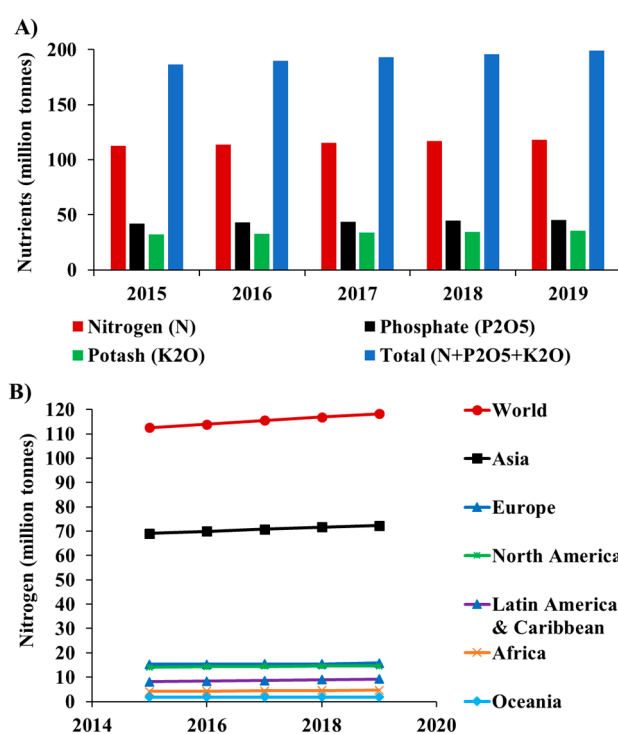 A)
Nutrients (million tonnes)
200
150
100
50
0
2015 2016 2017 2018 2019
Nitrogen (N) Phosphate (P2O5)
Potash (K2O) Total (N+P2O5+K2O)
B)
Nitrogen (million tonnes)
120
110
100
90
80
70
60
50
40
30
20
10
0
2014 2016 2018 2020
World
Asia
Europe
North America
Latin America
& Caribbean
Africa
Oceania